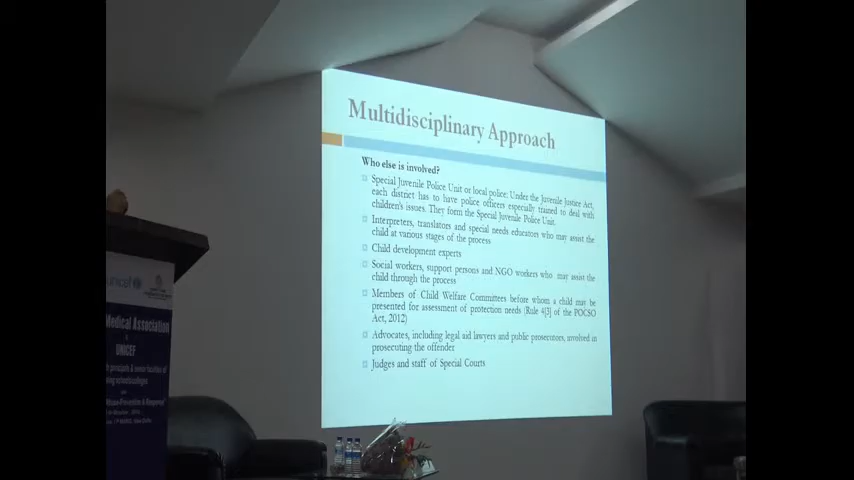 Multidisciplinary Approach
Who else is involved?
Special Juvenile Police Unit or local police: Under the Juvenile Justice Act,
each district has to have police officers especially trained to deal with
children's issues. They form the Special Juvenile Police Unit.
Interpreters, translators and special needs educators who may assist the
child at various stages of the process
Child development experts
Social workers, support persons and NGO workers who may assist the
child through the process
Members of Child Welfare Committees before whom a child may be
presented for assessment of protection needs (Rule 4[3] of the POCSO
Act, 2012)
Advocates, including legal aid lawyers and public prosecutors, involved in
prosecuting the offender
Judges and staff of Special Courts
unicef
Medical Association
UNICEF